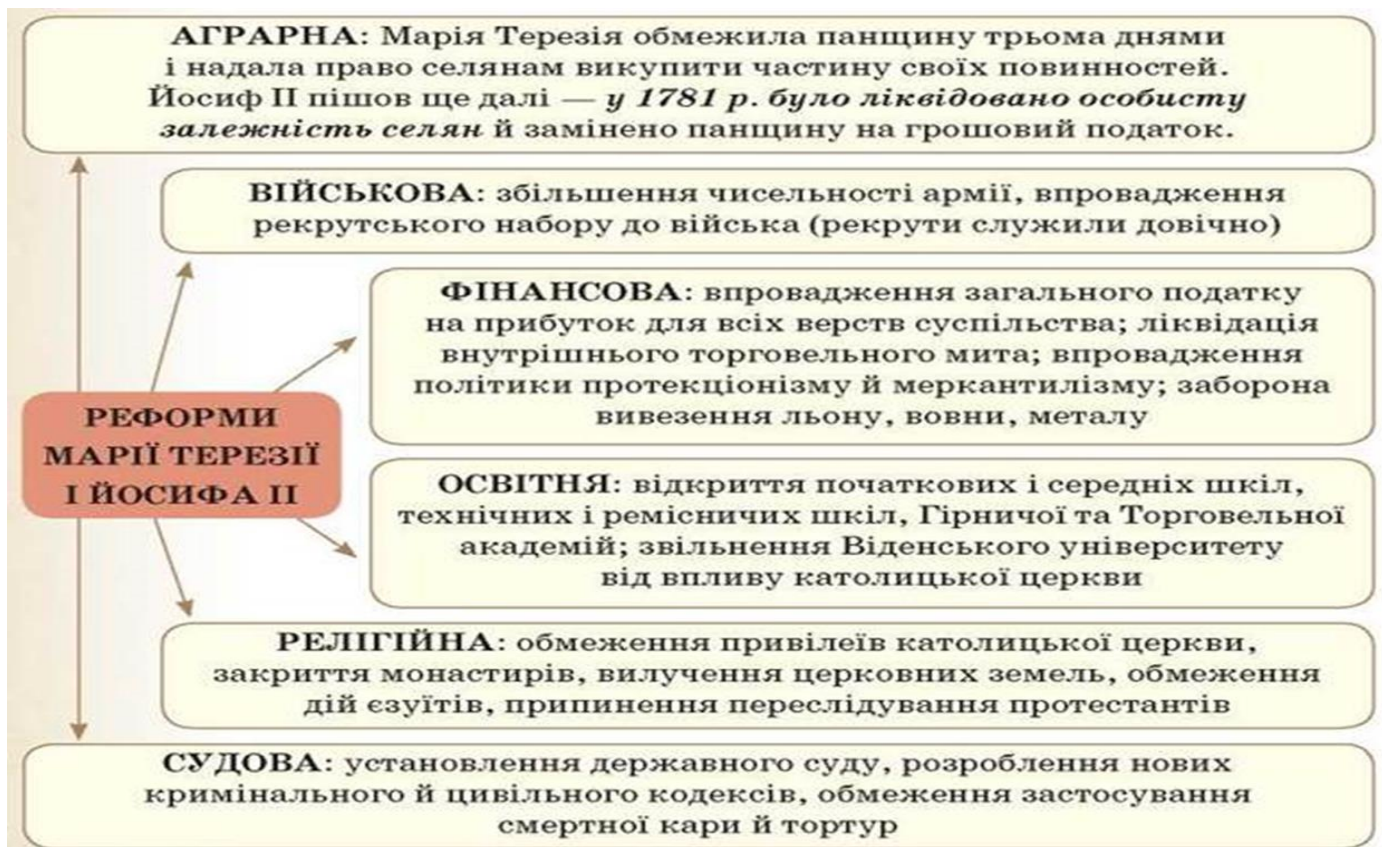 АГРАРНА: Марія Терезія обмежила панщину трьома днями
і надала право селянам викупити частину своїх повинностей.
Йосиф II пішов ще далі — у 1781 р. було ліквідовано особисту
залежність селян й замінено панщину на грошовий податок.
ВІЙСЬКОВА: збільшення чисельності армії, впровадження
рекрутського набору до війська (рекрути служили довічно)
ФІНАНСОВА: впровадження загального податку
на прибуток для всіх верств суспільства; ліквідація
внутрішнього торговельного мита; впровадження
політики протекціонізму й меркантилізму; заборона
вивезення льону, вовни, металу
РЕФОРМИ
МАРІЇ ТЕРЕЗІЇ
І ЙОСИФА II
ОСВІТНЯ: відкриття початкових і середніх шкіл,
технічних і ремісничих шкіл, Гірничої та Торговельної
академій; звільнення Віденського університету
від впливу католицької церкви
РЕЛІГІЙНА: обмеження привілеїв католицької церкви,
закриття монастирів, вилучення церковних земель, обмеження
дій єзуїтів, припинення переслідування протестантів
СУДОВА: установлення державного суду, розроблення нових
кримінального й цивільного кодексів, обмеження застосування
смертної кари й тортур